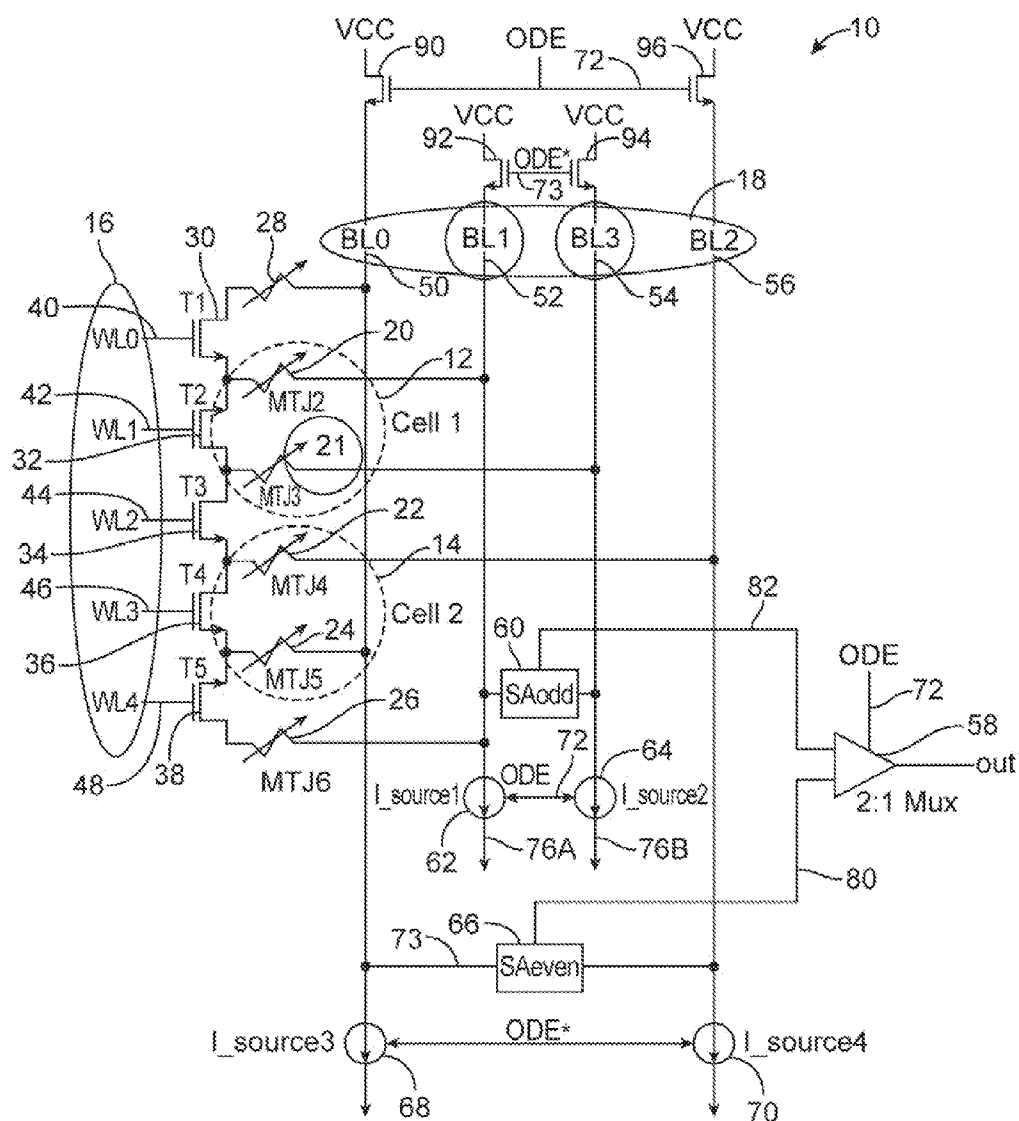 10
VCC
90
ODE
96
VCC
72
VCC
VCC
92
ODE*
94
73
18
16
28
30
BL0
BL1
BL3
BL2
50
52
54
56
T1
40
WL0
20
12
42
T2
MTJ2
Cell 1
WL1
21
32
MTJ3
44
T3
22
WL2
14
34
MTJ4
46
T4
Cell 2
82
WL3
24
60
ODE
36
T5
MTJ5
SAodd
72
WL4
26
58
38
64
out
48
MTJ6
ODE
72
I_source1
I_source2
2:1 Mux
62
76A
76B
80
66
73
SAeven
I_source3
ODE*
I_source4
68
70